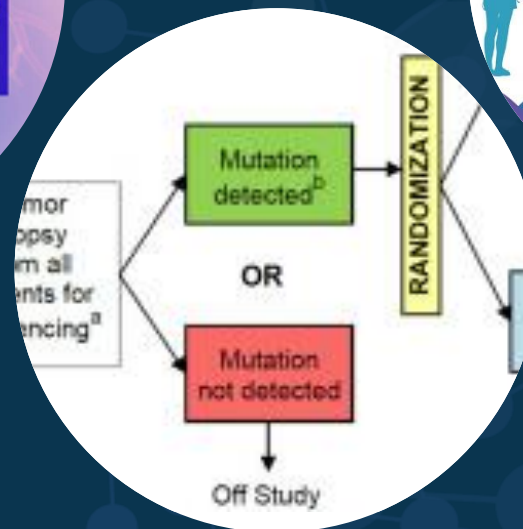 mor
opsy
m all
ents for
encing^a
Mutation
detected^b
OR
Mutation
not detected
Off Study
RANDOMIZATION